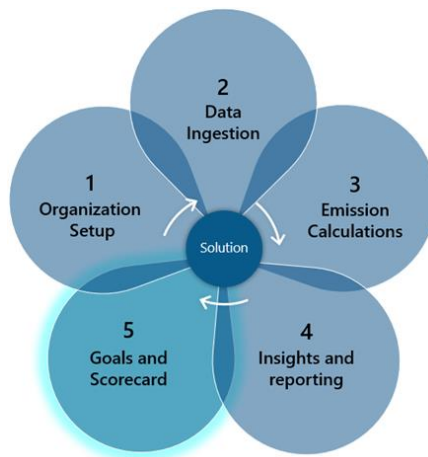 1
Organization
Setup
2
Data
Ingestion
3
Emission
Calculations
4
Insights and
reporting
5
Goals and
Scorecard
Solution